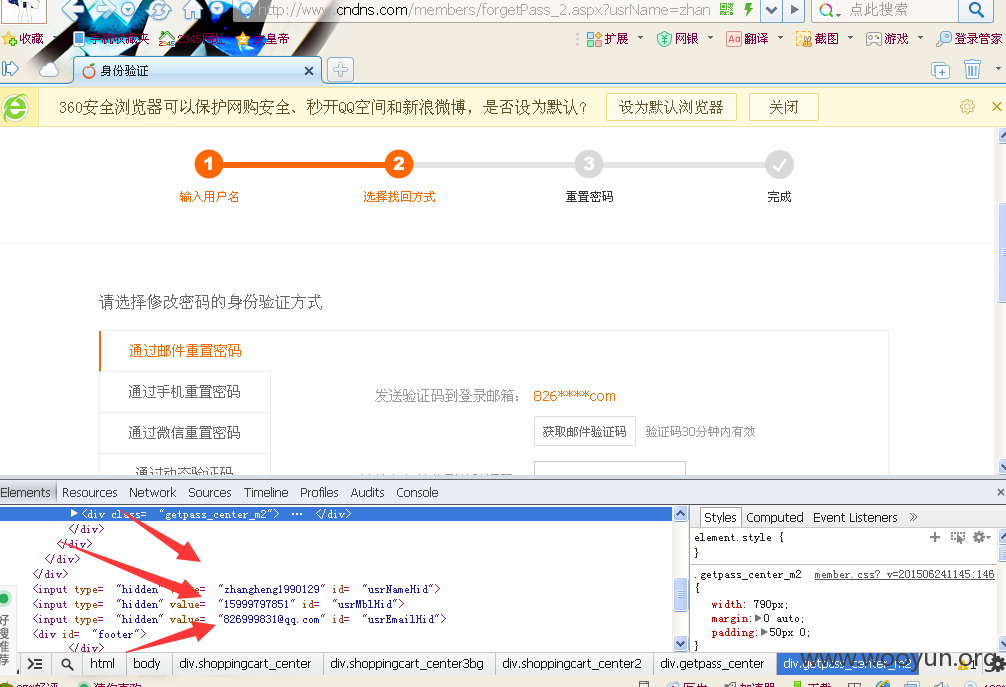 http://www.cndns.com/members/forgetPass_2.aspx?usrName=zhan
点此搜索
收藏 手机收藏夹 2345网址 大皇帝
扩展 网银 翻译 截图 游戏 登录管家
身份验证
360安全浏览器可以保护网购安全、秒开QQ空间和新浪微博，是否设为默认？ 设为默认浏览器 关闭
1 2 3
输入用户名 选择找回方式 重置密码 完成
请选择修改密码的身份验证方式
通过邮件重置密码
通过手机重置密码
发送验证码到登录邮箱： 826****com
通过微信重置密码
获取邮件验证码 验证码30分钟内有效
通过动态验证码
Elements Resources Network Sources Timeline Profiles Audits Console
▶<div class= "getpass_center_m2"> ... </div>
</div>
</div>
</div>
</div>
<input type= "hidden" value= "zhangheng1990129" id= "usrNameHid">
<input type= "hidden" value= "15999797851" id= "usrMblHid">
<input type= "hidden" value= "826999831@qq.com" id= "usrEmailHid">
<div id= "footer">
</div>
Styles Computed Event Listeners »
element.style {
}
.getpass_center_m2 member.css?_v=201506241145:146
{
width: 790px;
margin:▶0 auto;
padding:▶50px 0;
}
好搜推荐
html body div.shoppingcart_center div.shoppingcart_center3bg div.shoppingcart_center2 div.getpass_center div.getpass_center_m2 1
www.wooyun.org